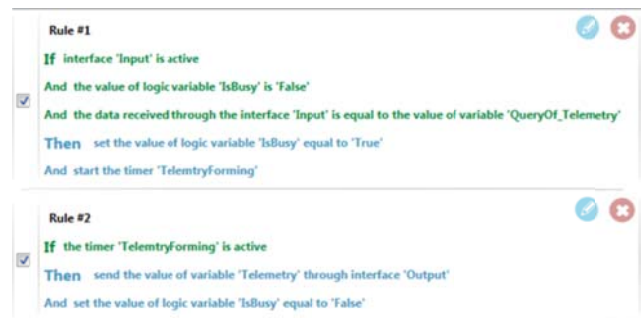 Rule #1
If interface 'Input' is active
And the value of logic variable 'IsBusy' is 'False'
And the data received through the interface 'Input' is equal to the value of variable 'QueryOf_Telemetry'
Then set the value of logic variable 'IsBusy' equal to 'True'
And start the timer 'TelemtryForming'
Rule #2
If the timer 'TelemtryForming' is active
Then send the value of variable 'Telemetry' through interface 'Output'
And set the value of logic variable 'IsBusy' equal to 'False'